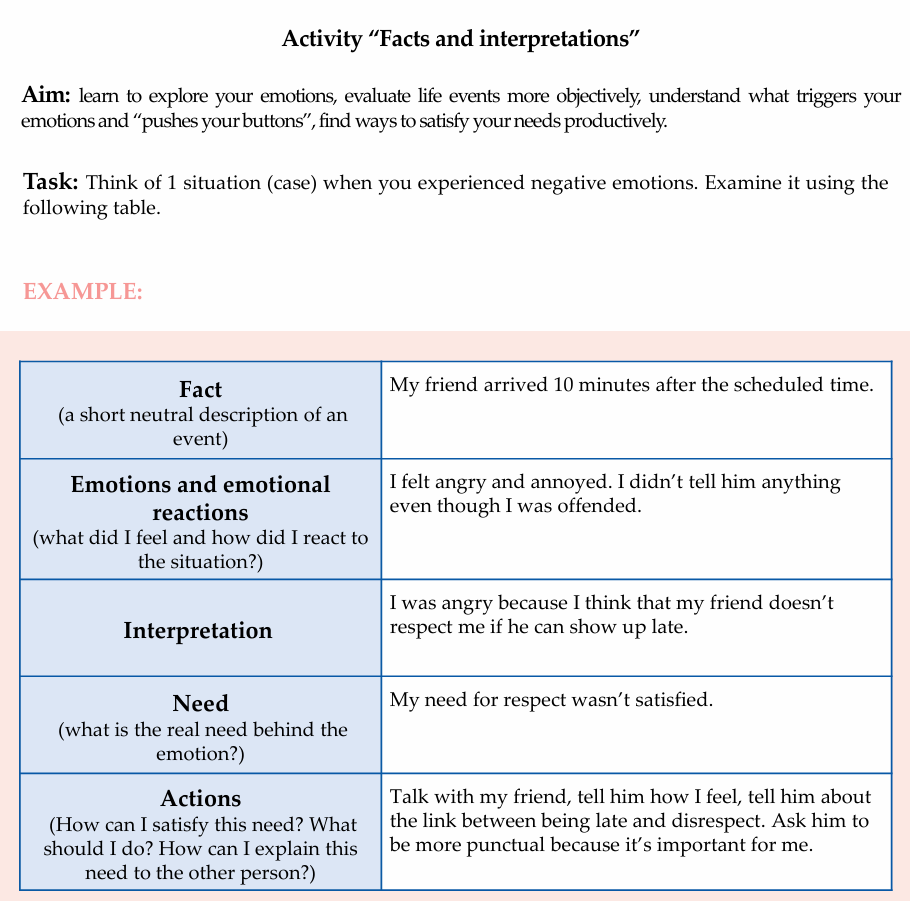 Activity “Facts and interpretations”
Aim: learn to explore your emotions, evaluate life events more objectively, understand what triggers your
emotions and “pushes your buttons”, find ways to satisfy your needs productively.
Task: Think of 1 situation (case) when you experienced negative emotions. Examine it using the
following table.
EXAMPLE:
Fact
(a short neutral description of an
event)
My friend arrived 10 minutes after the scheduled time.
Emotions and emotional
reactions
(what did I feel and how did I react to
the situation?)
I felt angry and annoyed. I didn’t tell him anything
even though I was offended.
Interpretation
I was angry because I think that my friend doesn’t
respect me if he can show up late.
Need
(what is the real need behind the
emotion?)
My need for respect wasn’t satisfied.
Actions
(How can I satisfy this need? What
should I do? How can I explain this
need to the other person?)
Talk with my friend, tell him how I feel, tell him about
the link between being late and disrespect. Ask him to
be more punctual because it’s important for me.